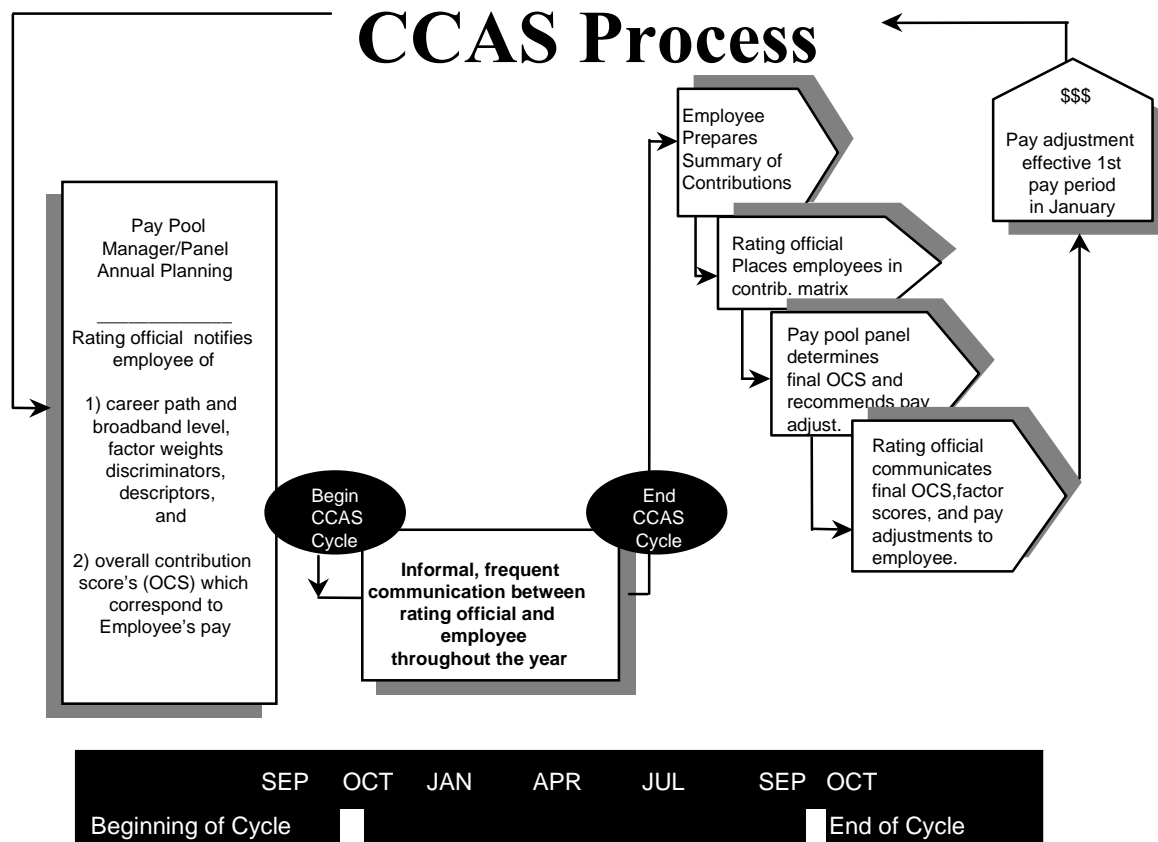 CCAS Process
Pay Pool
Manager/Panel
Annual Planning
______________
Rating official  notifies
employee of
1) career path and
broadband level,
factor weights
discriminators,
descriptors,
and
2) overall contribution
score's (OCS) which
correspond to
Employee's pay
Begin
CCAS
Cycle
Informal, frequent
communication between
rating official and
employee
throughout the year
End
CCAS
Cycle
Employee
Prepares
Summary of
Contributions
Rating official
Places employees in
contrib. matrix
Pay pool panel
determines
final OCS and
recommends pay
adjust.
Rating official
communicates
final OCS,factor
scores, and pay
adjustments to
employee.
$$$
Pay adjustment
effective 1st
pay period
in January
SEP OCT JAN APR JUL SEP OCT
Beginning of Cycle End of Cycle